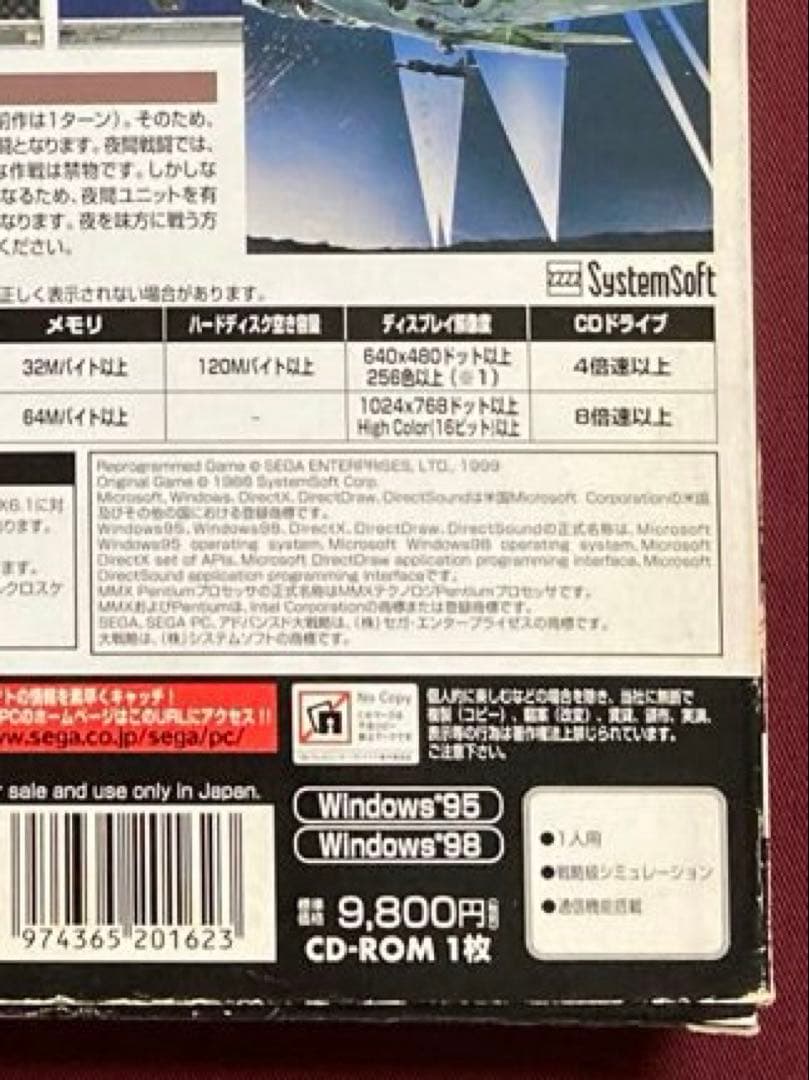 前作は1ターン)。そのため、
闘となります。夜間戦闘では、
な作戦は禁物です。しかしな
なるため、夜間ユニットを有
なります。夜を味方に戦う方
ください。
正しく表示されない場合があります。
SystemSoft
メモリ ハードディスク空き容量 ディスプレイ解像度 CDドライブ
32Mバイト以上 120Mバイト以上 640x480ドット以上 256色以上(※1) 4倍速以上
64Mバイト以上 - 1024x768ドット以上 High Color(16ビット)以上 8倍速以上
X6.1に対
ります。
ます。
クロスケ
Reprogrammed Game © SEGA ENTERPRISES, LTD., 1999
Original Game © 1986 SystemSoft Corp.
Microsoft, Windows, DirectX, DirectDraw, DirectSoundは米国Microsoft Corporationの米国
及びその他の国における登録商標です。
Windows95、Windows98、DirectX、DirectDraw、DirectSoundの正式名称は、Microsoft
Windows95 operating system、Microsoft Windows98 operating system、Microsoft
DirectX set of APIs、Microsoft DirectDraw application programming interface、Microsoft
DirectSound application programming interfaceです。
MMX Pentiumプロセッサの正式名称はMMXテクノロジPentiumプロセッサです。
MMXおよびPentiumは、Intel Corporationの商標または登録商標です。
SEGA、SEGA PC、アドバンスド大戦略は、(株)セガ・エンタープライゼスの商標です。
大戦略は、(株)システムソフトの商標です。
イトの情報を素早くキャッチ!
PCのホームページはこのURLにアクセス!!
ww.sega.co.jp/sega/pc/
No Copy
個人的に楽しむなどの場合を除き、当社に無断で
複製(コピー)、翻案(改変)、賃貸、頒布、実演、
表示等の行為は著作権法上禁じられています。
ご注意下さい。
r sale and use only in Japan.
974365 201623
Windows®95
Windows®98
標準価格 9,800円
CD-ROM 1枚
●1人用
●戦略級シミュレーション
●通信機能搭載